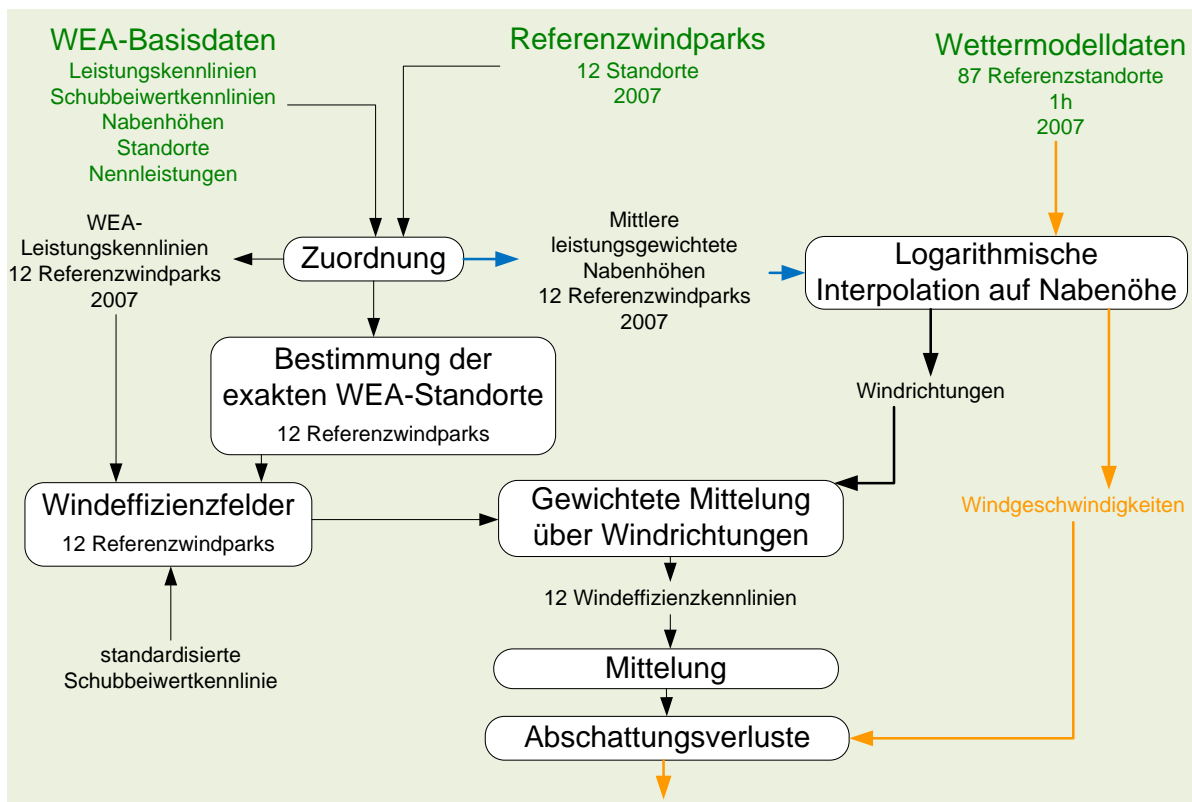 WEA-Basisdaten
Leistungskennlinien
Schubbeiwertkennlinien
Nabenhöhen
Standorte
Nennleistungen
Referenzwindparks
12 Standorte
2007
Wettermodelldaten
87 Referenzstandorte
1h
2007
WEA-
Leistungskennlinien
12 Referenzwindparks
2007
Zuordnung
Mittlere
leistungsgewichtete
Nabenhöhen
12 Referenzwindparks
2007
Logarithmische
Interpolation auf Nabenöhe
Bestimmung der
exakten WEA-Standorte
12 Referenzwindparks
Windrichtungen
Windeffizienzfelder
12 Referenzwindparks
Gewichtete Mittelung
über Windrichtungen
Windgeschwindigkeiten
12 Windeffizienzkennlinien
standardisierte
Schubbeiwertkennlinie
Mittelung
Abschattungsverluste